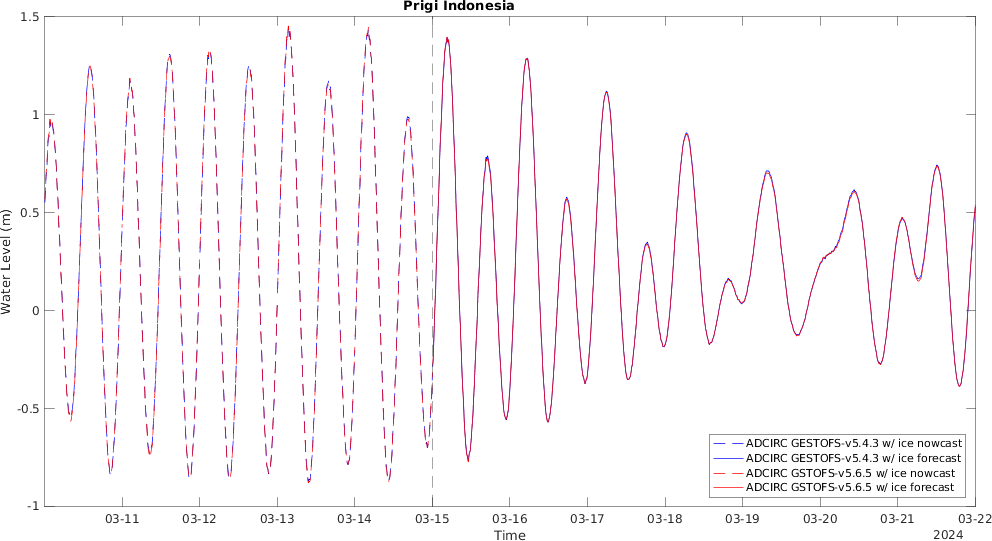 Prigi Indonesia
1.5
1
0.5
0
-0.5
-1
Water Level (m)
03-11 03-12 03-13 03-14 03-15 03-16 03-17 03-18 03-19 03-20 03-21 03-22
Time
2024
ADCIRC GESTOFS-v5.4.3 w/ ice nowcast
ADCIRC GESTOFS-v5.4.3 w/ ice forecast
ADCIRC GSTOFS-v5.6.5 w/ ice nowcast
ADCIRC GSTOFS-v5.6.5 w/ ice forecast